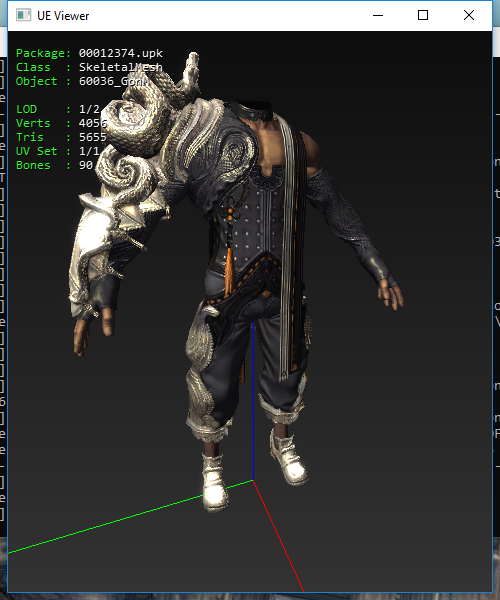 UE Viewer
Package: 00012374.upk
Class : SkeletalMesh
Object : 60036_GonM
LOD : 1/2
Verts : 4056
Tris : 5655
UV Set : 1/1
Bones : 90